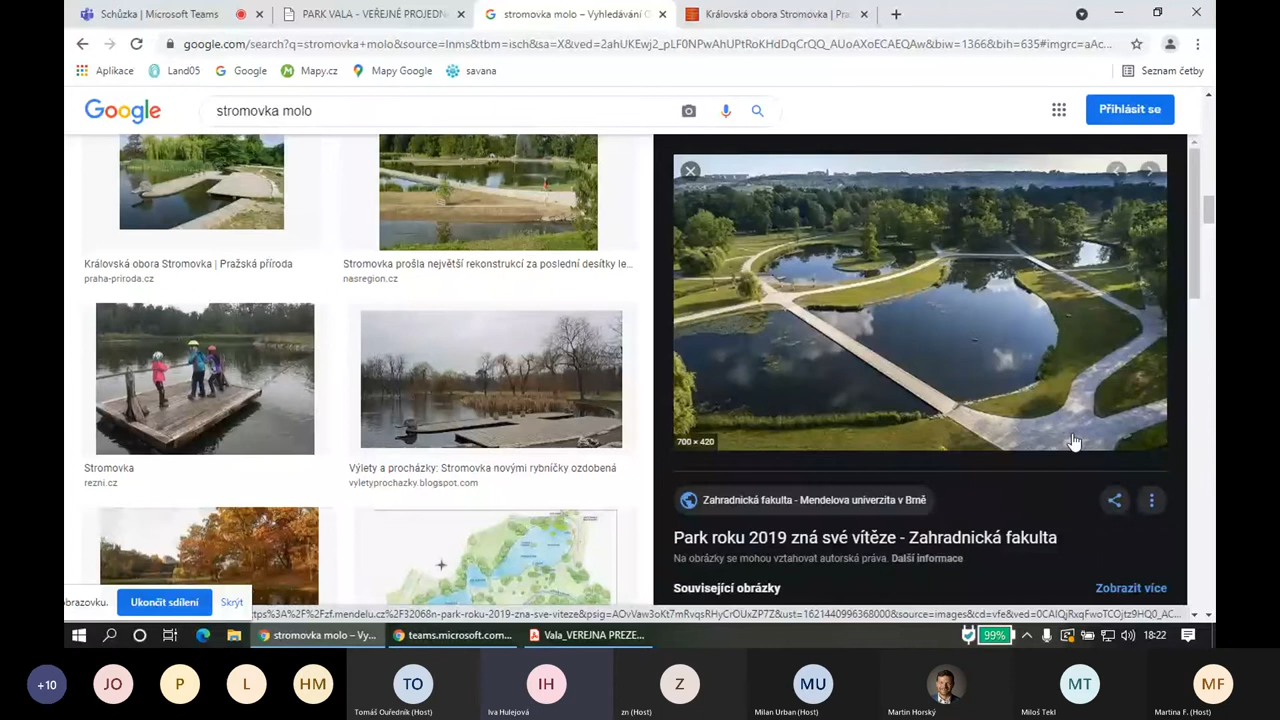 Schůzka | Microsoft Teams
PARK VALA - VEŘEJNÉ PROJEDN
stromovka molo – Vyhledávání
Královská obora Stromovka | Pra
google.com/search?q=stromovka+molo&source=lnms&tbm=isch&sa=X&ved=2ahUKEwj2_pLF0NPwAhUPtRoKHdDqCrQQ_AUoAXoECAEQAw&biw=1366&bih=635#imgrc=aAc...
Aplikace
Land05
Google
Mapy.cz
Mapy Google
savana
Seznam četby
Google
stromovka molo
Přihlásit se
Královská obora Stromovka | Pražská příroda
praha-priroda.cz
Stromovka prošla největší rekonstrukcí za poslední desítky le...
nasregion.cz
Stromovka
rezni.cz
Výlety a procházky: Stromovka novými rybníčky ozdobená
vyletyprochazky.blogspot.com
700 × 420
Zahradnická fakulta - Mendelova univerzita v Brně
Park roku 2019 zná své vítěze - Zahradnická fakulta
Na obrázky se mohou vztahovat autorská práva. Další informace
Související obrázky
Zobrazit více
obrazovku.
Ukončit sdílení
Skrýt
stromovka molo – Vy...
teams.microsoft.com...
Vala_VEREJNA PREZE...
99%
18:22
+10
JO
P
L
HM
TO
Tomáš Ouředník (Host)
IH
Iva Hulejová
Z
zn (Host)
MU
Milan Urban (Host)
Martin Horský
MT
Miloš Tekl
MF
Martina F. (Host)